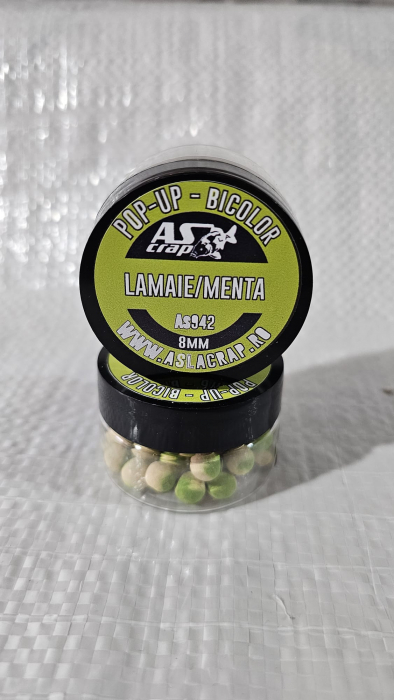 POP-UP - BICOLOR
AS
crap
LAMAIE/MENTA
AS942
8MM
WWW.ASLACRAP.RO
POP-UP - BICOLOR